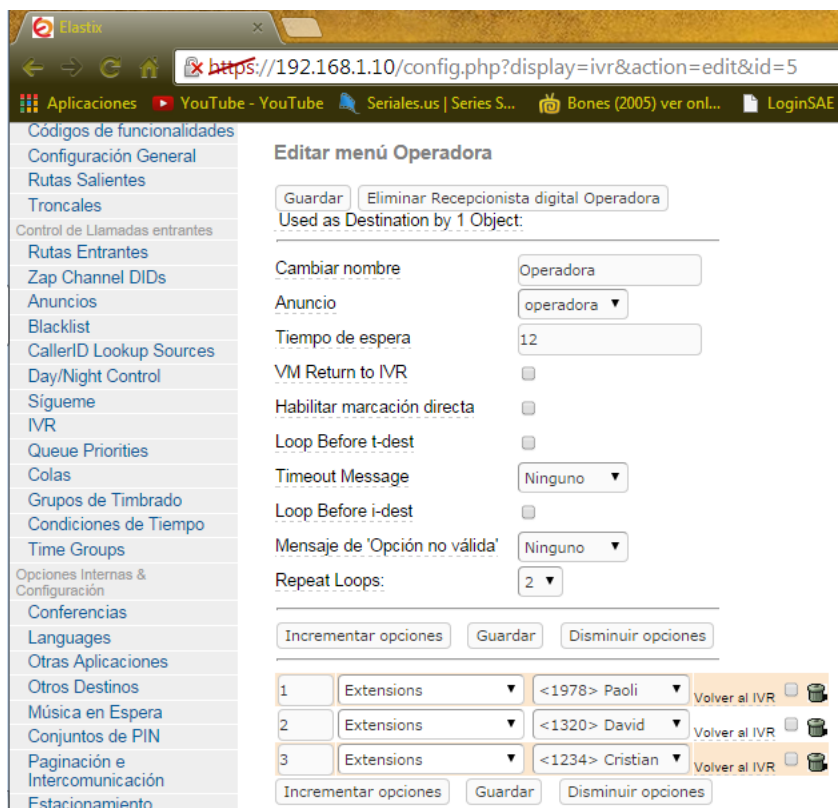 Elastix
https://192.168.1.10/config.php?display=ivr&action=edit&id=5
Aplicaciones YouTube - YouTube Seriales.us | Series S... Bones (2005) ver onl... LoginSAE
Códigos de funcionalidades
Configuración General
Rutas Salientes
Troncales
Control de Llamadas entrantes
Rutas Entrantes
Zap Channel DIDs
Anuncios
Blacklist
CallerID Lookup Sources
Day/Night Control
Sígueme
IVR
Queue Priorities
Colas
Grupos de Timbrado
Condiciones de Tiempo
Time Groups
Opciones Internas &
Configuración
Conferencias
Languages
Otras Aplicaciones
Otros Destinos
Música en Espera
Conjuntos de PIN
Paginación e
Intercomunicación
Estacionamiento
Editar menú Operadora
Guardar Eliminar Recepcionista digital Operadora
Used as Destination by 1 Object:
Cambiar nombre Operadora
Anuncio operadora
Tiempo de espera 12
VM Return to IVR
Habilitar marcación directa
Loop Before t-dest
Timeout Message Ninguno
Loop Before i-dest
Mensaje de 'Opción no válida' Ninguno
Repeat Loops: 2
Incrementar opciones Guardar Disminuir opciones
1 Extensions <1978> Paoli Volver al IVR
2 Extensions <1320> David Volver al IVR
3 Extensions <1234> Cristian Volver al IVR
Incrementar opciones Guardar Disminuir opciones